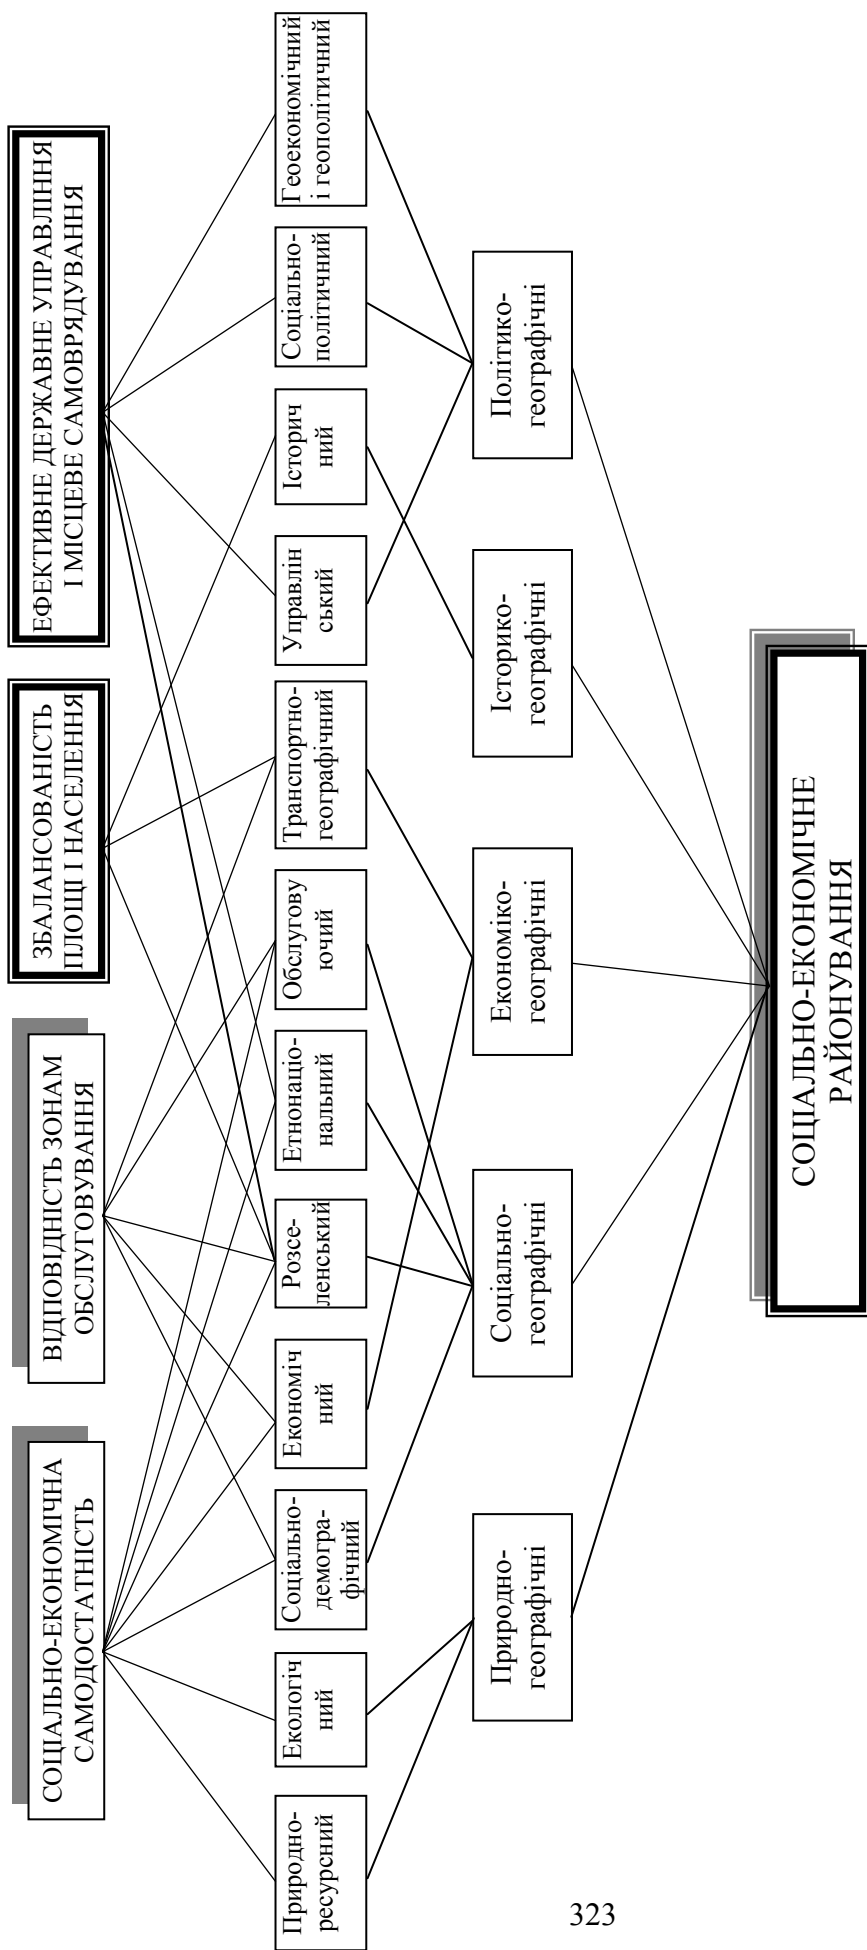 СОЦІАЛЬНО-ЕКОНОМІЧНА
САМОДОСТАТНІСТЬ
ВІДПОВІДНІСТЬ ЗОНАМ
ОБСЛУГОВУВАННЯ
ЗБАЛАНСОВАНІСТЬ
ПЛОЩІ І НАСЕЛЕННЯ
ЕФЕКТИВНЕ ДЕРЖАВНЕ УПРАВЛІННЯ
І МІСЦЕВЕ САМОВРЯДУВАННЯ
Природно-
ресурсний
Екологіч
ний
Соціально-
демогра-
фічний
Економіч
ний
Розсе-
ленський
Етнонаціо-
нальний
Обслугову
ючий
Транспортно-
географічний
Управлін
ський
Історич
ний
Соціально-
політичний
Геоекономічний
і геополітичний
Природно-
географічні
Соціально-
географічні
Економіко-
географічні
Історико-
географічні
Політико-
географічні
СОЦІАЛЬНО-ЕКОНОМІЧНЕ
РАЙОНУВАННЯ
323